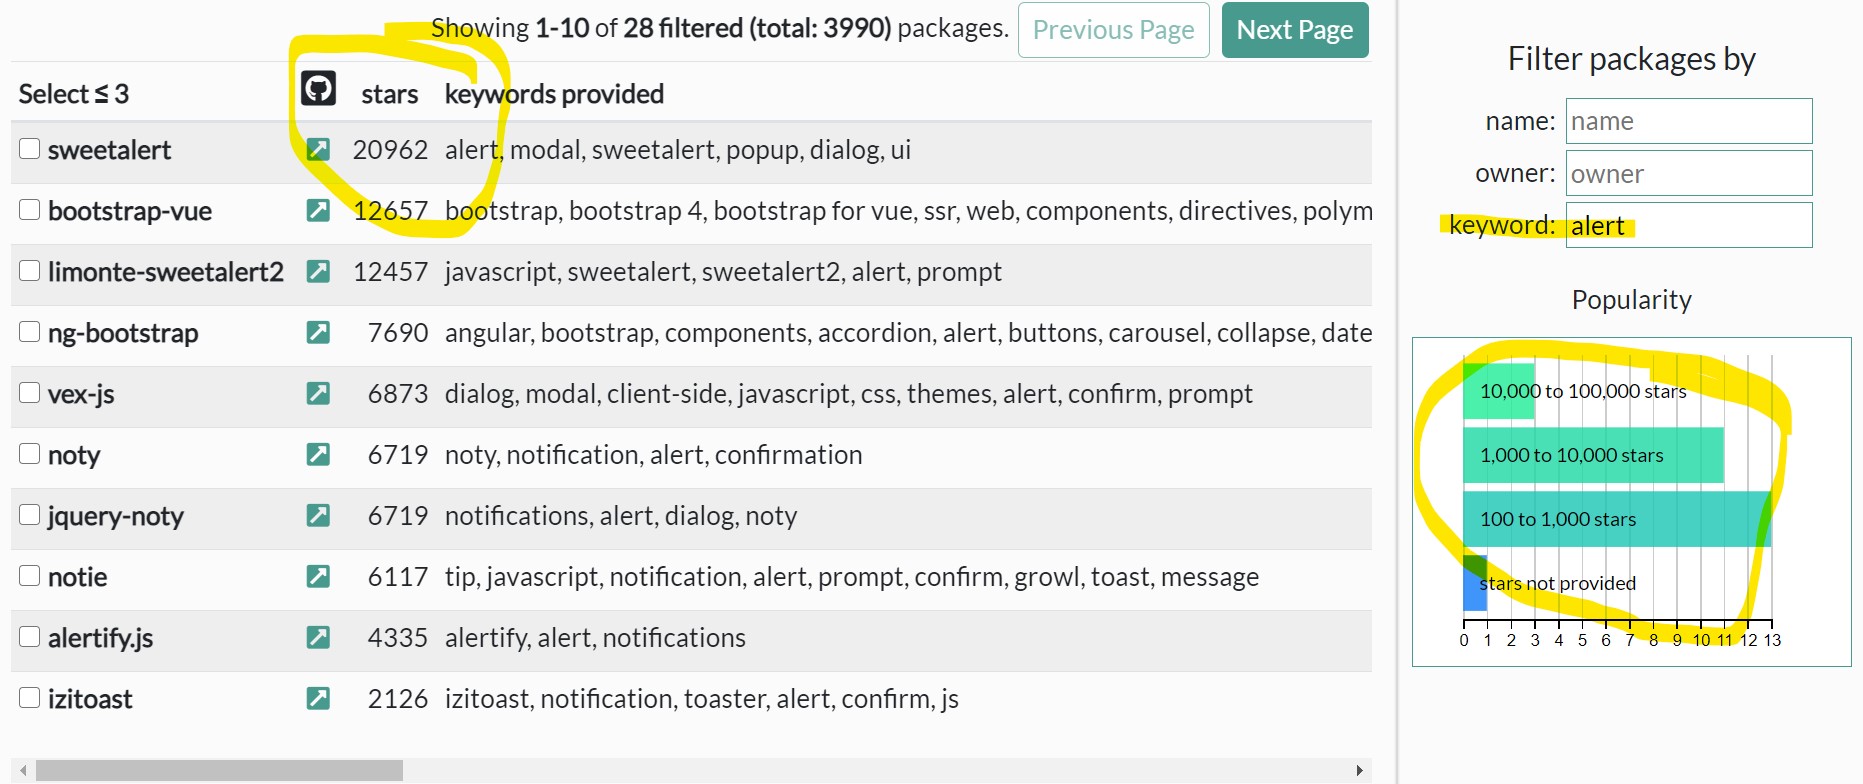 Showing 1-10 of 28 filtered (total: 3990) packages. Previous Page Next Page
Select ≤ 3 stars keywords provided
sweetalert 20962 alert, modal, sweetalert, popup, dialog, ui
bootstrap-vue 12657 bootstrap, bootstrap 4, bootstrap for vue, ssr, web, components, directives, polym
limonte-sweetalert2 12457 javascript, sweetalert, sweetalert2, alert, prompt
ng-bootstrap 7690 angular, bootstrap, components, accordion, alert, buttons, carousel, collapse, date
vex-js 6873 dialog, modal, client-side, javascript, css, themes, alert, confirm, prompt
noty 6719 noty, notification, alert, confirmation
jquery-noty 6719 notifications, alert, dialog, noty
notie 6117 tip, javascript, notification, alert, prompt, confirm, growl, toast, message
alertify.js 4335 alertify, alert, notifications
izitoast 2126 izitoast, notification, toaster, alert, confirm, js
Filter packages by
name: name
owner: owner
keyword: alert
Popularity
10,000 to 100,000 stars
1,000 to 10,000 stars
100 to 1,000 stars
stars not provided
0 1 2 3 4 5 6 7 8 9 10 11 12 13